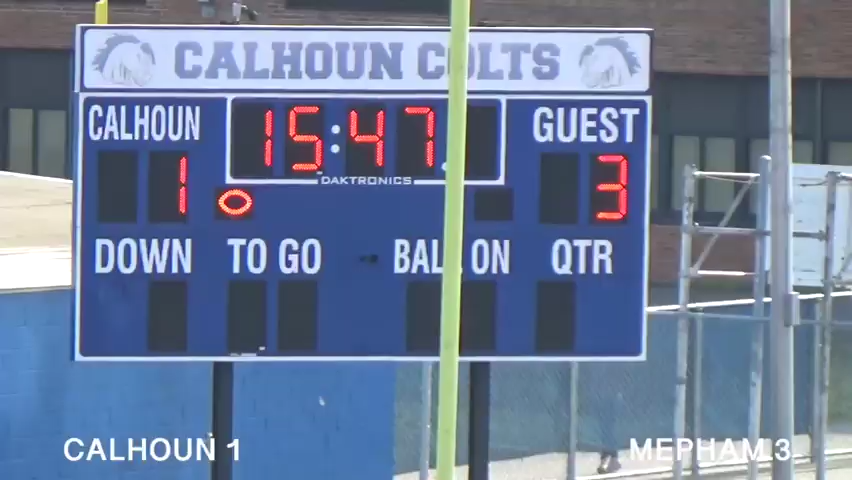 CALHOUN COLTS
CALHOUN 15:47 GUEST
DAKTRONICS
1 3
DOWN TO GO BALL ON QTR
CALHOUN 1 MEPHAM 3